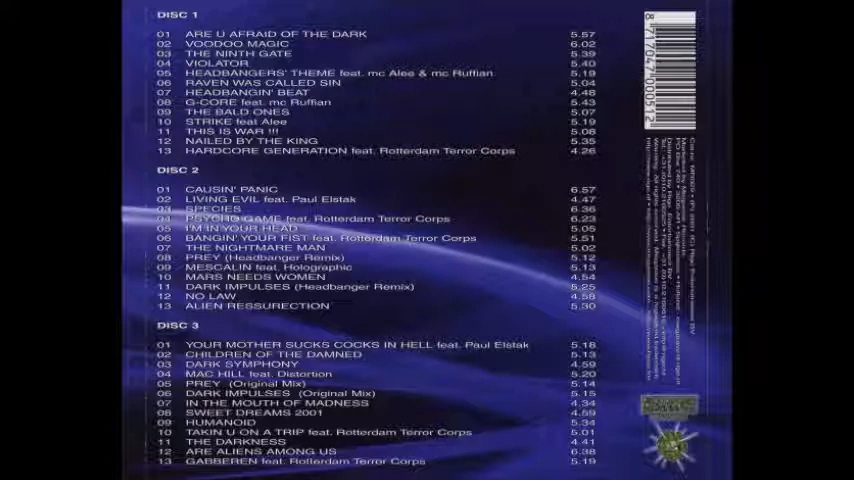 DISC 1
01 ARE U AFRAID OF THE DARK 5.57
02 VOODOO MAGIC 6.02
03 THE NINTH GATE 5.39
04 VIOLATOR 5.40
05 HEADBANGERS' THEME feat. mc Alee & mc Ruffian 5.19
06 RAVEN WAS CALLED SIN 5.04
07 HEADBANGIN' BEAT 4.48
08 G-CORE feat. mc Ruffian 5.43
09 THE BALD ONES 5.07
10 STRIKE feat Alee 5.19
11 THIS IS WAR !!! 5.08
12 NAILED BY THE KING 5.35
13 HARDCORE GENERATION feat. Rotterdam Terror Corps 4.26
DISC 2
01 CAUSIN' PANIC 6.57
02 LIVING EVIL feat. Paul Elstak 4.47
03 SPECIES 6.36
04 PSYCHO GAME feat. Rotterdam Terror Corps 6.23
05 I'M IN YOUR HEAD 5.05
06 BANGIN' YOUR FIST feat. Rotterdam Terror Corps 5.51
07 THE NIGHTMARE MAN 5.02
08 PREY (Headbanger Remix) 5.12
09 MESCALIN feat. Holographic 5.13
10 MARS NEEDS WOMEN 4.54
11 DARK IMPULSES (Headbanger Remix) 5.25
12 NO LAW 4.58
13 ALIEN RESSURECTION 5.30
DISC 3
01 YOUR MOTHER SUCKS COCKS IN HELL feat. Paul Elstak 5.18
02 CHILDREN OF THE DAMNED 5.13
03 DARK SYMPHONY 4.59
04 MAC HILL feat. Distortion 5.20
05 PREY (Original Mix) 5.14
06 DARK IMPULSES (Original Mix) 5.15
07 IN THE MOUTH OF MADNESS 4.34
08 SWEET DREAMS 2001 4.59
09 HUMANOID 5.34
10 TAKIN U ON A TRIP feat. Rotterdam Terror Corps 5.01
11 THE DARKNESS 4.41
12 ARE ALIENS AMONG US 6.38
13 GABBEREN feat. Rotterdam Terror Corps 5.19
8 717047 000512